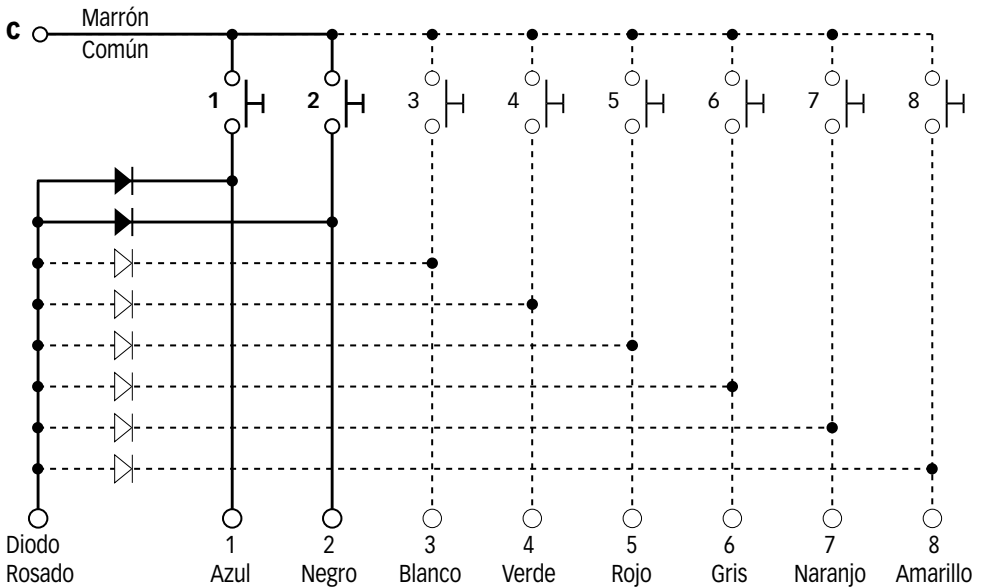 C
Marrón
Común
1 2 3 4 5 6 7 8
Diodo 1 2 3 4 5 6 7 8
Rosado Azul Negro Blanco Verde Rojo Gris Naranjo Amarillo